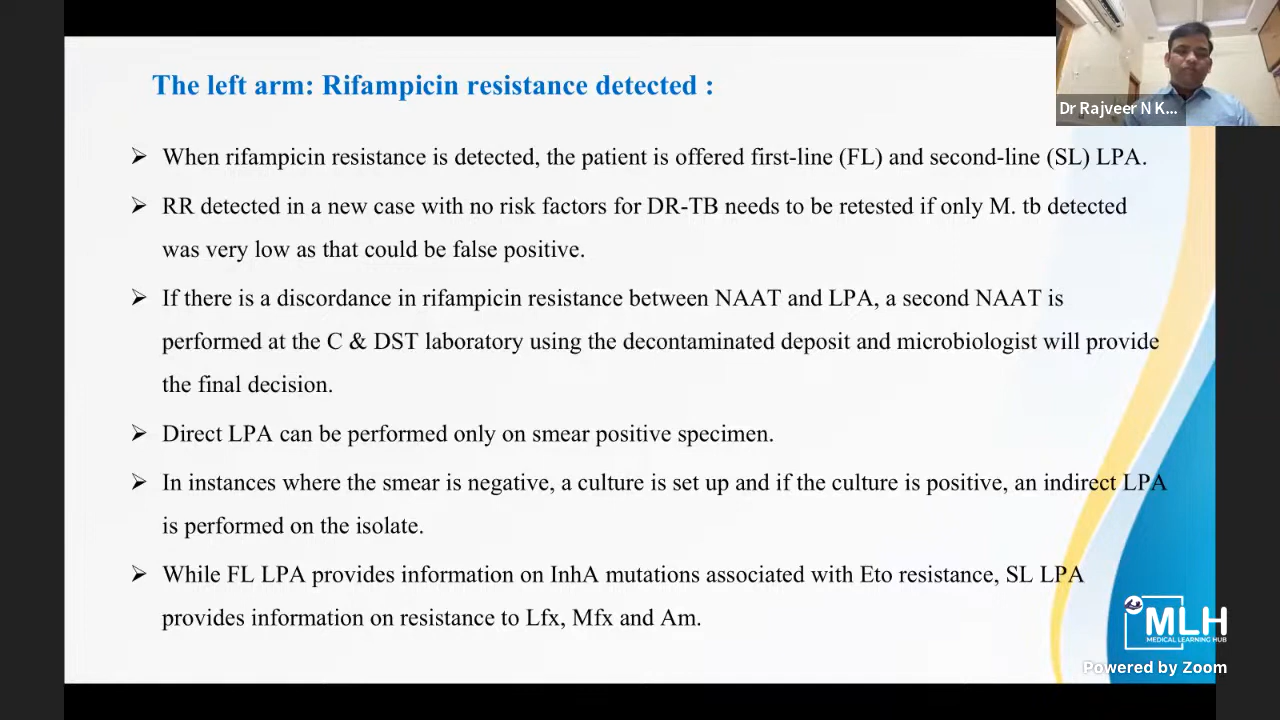 The left arm: Rifampicin resistance detected :
Dr Rajveer N K...
➢ When rifampicin resistance is detected, the patient is offered first-line (FL) and second-line (SL) LPA.
➢ RR detected in a new case with no risk factors for DR-TB needs to be retested if only M. tb detected
was very low as that could be false positive.
➢ If there is a discordance in rifampicin resistance between NAAT and LPA, a second NAAT is
performed at the C & DST laboratory using the decontaminated deposit and microbiologist will provide
the final decision.
➢ Direct LPA can be performed only on smear positive specimen.
➢ In instances where the smear is negative, a culture is set up and if the culture is positive, an indirect LPA
is performed on the isolate.
➢ While FL LPA provides information on InhA mutations associated with Eto resistance, SL LPA
provides information on resistance to Lfx, Mfx and Am.
MLH
MEDICAL LEARNING HUB
Powered by Zoom